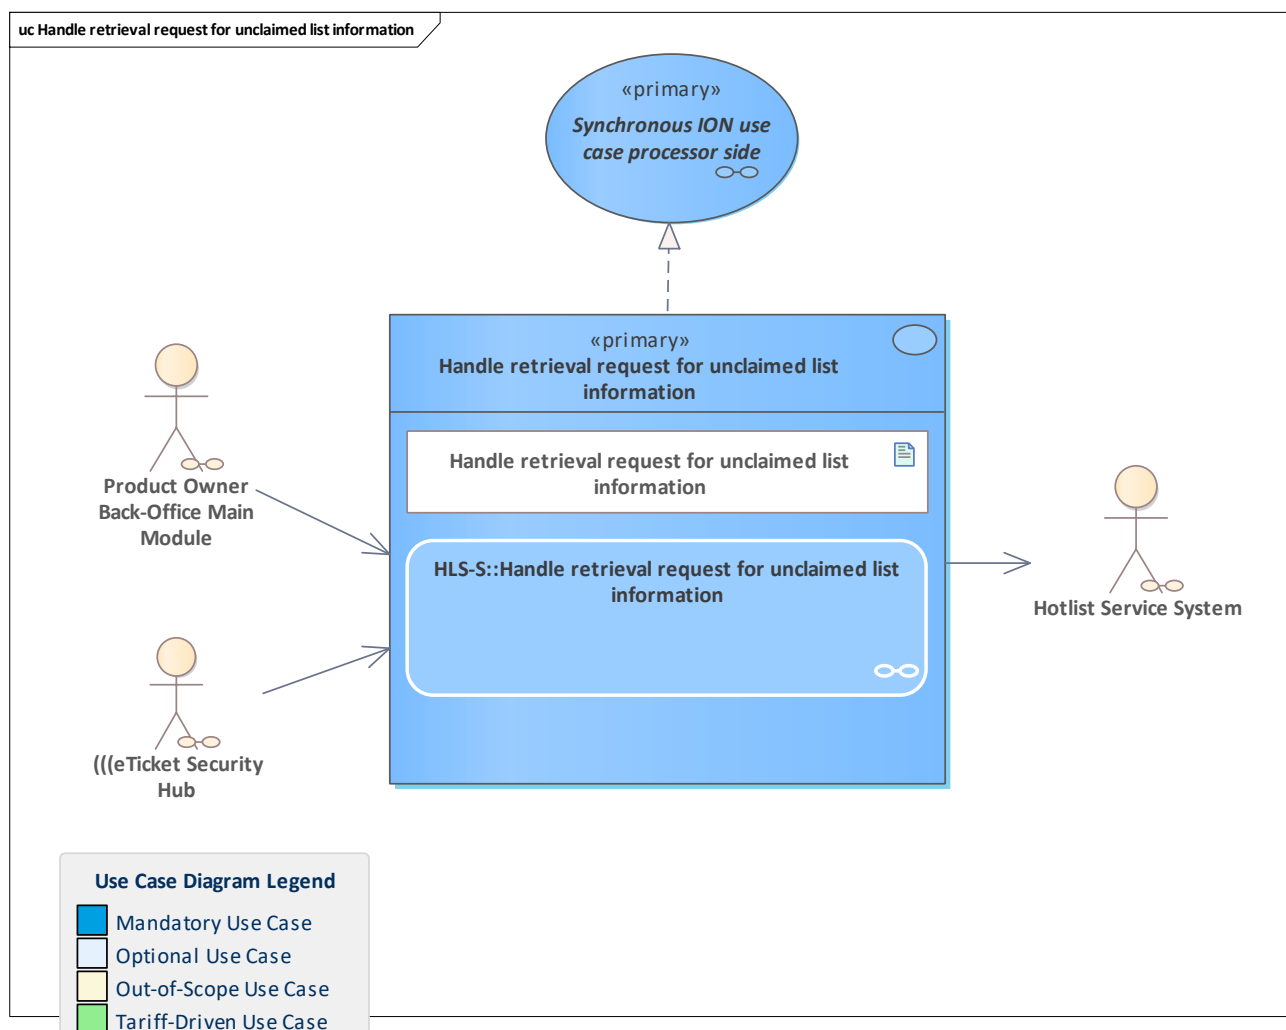 uc Handle retrieval request for unclaimed list information
«primary»
Synchronous ION use
case processor side
«primary»
Handle retrieval request for unclaimed list
information
Handle retrieval request for unclaimed list
information
HLS-S::Handle retrieval request for unclaimed list
information
Product Owner
Back-Office Main
Module
(((eTicket Security
Hub
Hotlist Service System
Use Case Diagram Legend
Mandatory Use Case
Optional Use Case
Out-of-Scope Use Case
Tariff-Driven Use Case